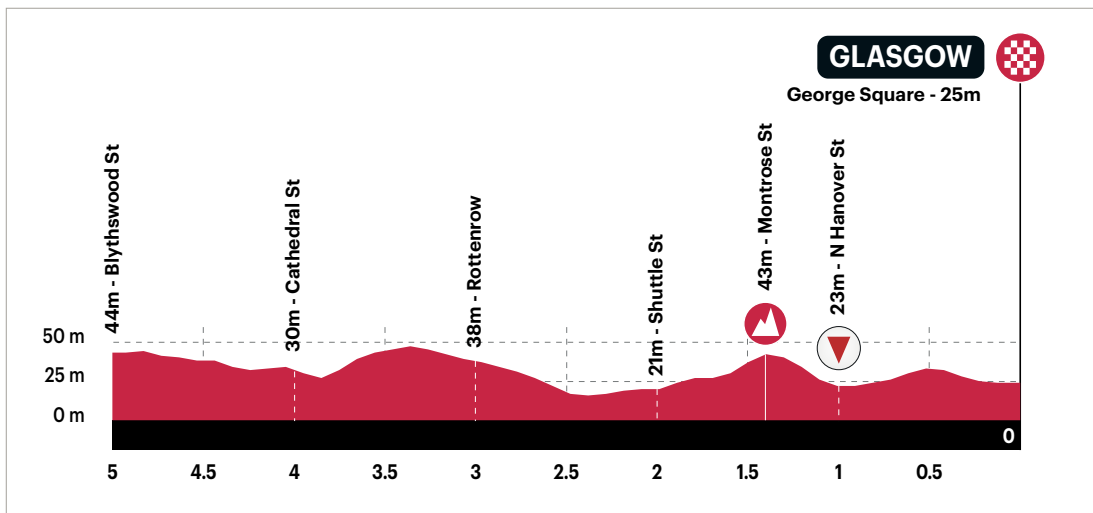 GLASGOW
George Square - 25m
44m - Blythswood St
30m - Cathedral St
38m - Rottenrow
21m - Shuttle St
43m - Montrose St
23m - N Hanover St
50 m
25 m
0 m
0
5 4.5 4 3.5 3 2.5 2 1.5 1 0.5